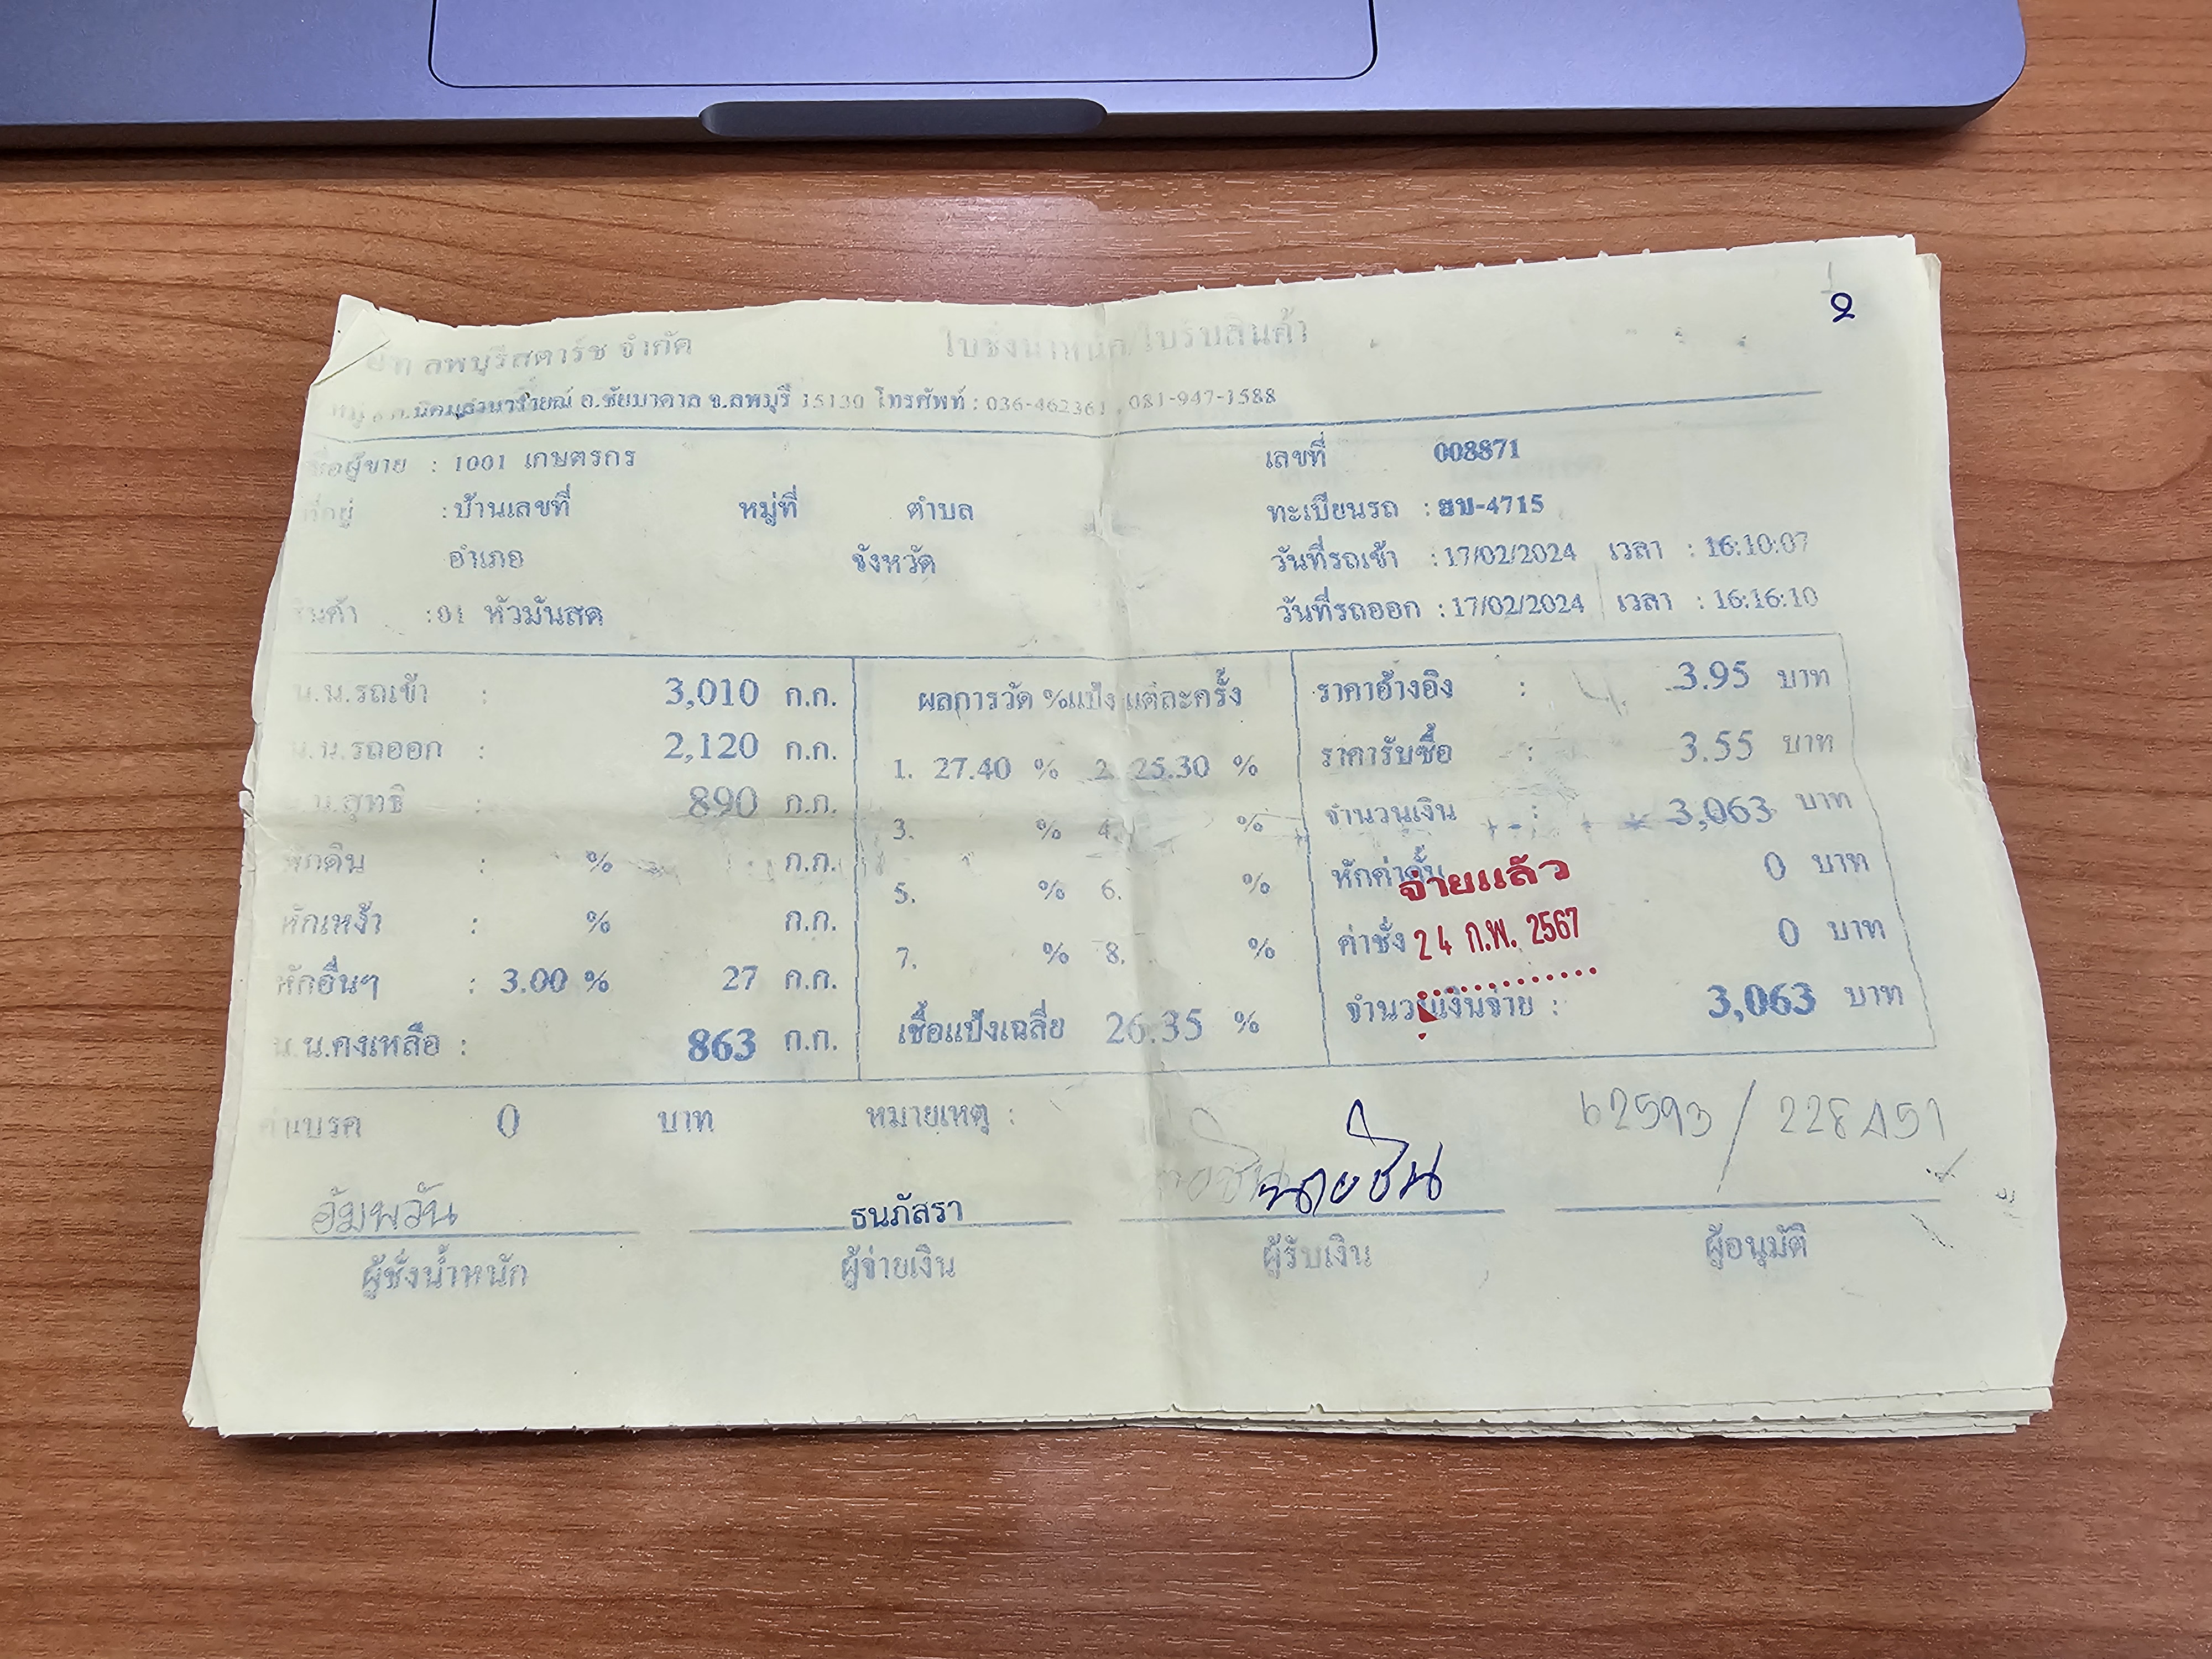 ลพบุรีสตาร์ช จำกัด ใบชั่งน้ำหนัก/ใบรับสินค้า
๑
ต.นิคมลำนารายณ์ อ.ชัยบาดาล จ.ลพบุรี 15130 โทรศัพท์ : 036-462361 , 081-947-1588
ชื่อผู้ขาย : 1001 เกษตรกร เลขที่ 008871
ที่อยู่ : บ้านเลขที่ หมู่ที่ ตำบล ทะเบียนรถ : ฮบ-4715
อำเภอ จังหวัด วันที่รถเข้า : 17/02/2024 เวลา : 16:10:07
สินค้า : 01 หัวมันสด วันที่รถออก : 17/02/2024 เวลา : 16:16:10
น.น.รถเข้า : 3,010 ก.ก. ผลการวัด %แป้ง แต่ละครั้ง ราคาอ้างอิง : 3.95 บาท
น.น.รถออก : 2,120 ก.ก. 1. 27.40 % 2. 25.30 % ราคารับซื้อ : 3.55 บาท
น.น.สุทธิ : 890 ก.ก. 3. % 4. % จำนวนเงิน : 3,063 บาท
หักดิน : % ก.ก. 5. % 6. % หักค่าดั้ม 0 บาท
จ่ายแล้ว
หักเหง้า : % ก.ก. 7. % 8. % ค่าชั่ง 0 บาท
24 ก.พ. 2567
หักอื่นๆ : 3.00 % 27 ก.ก. เชื้อแป้งเฉลี่ย 26.35 % จำนวนเงินจ่าย : 3,063 บาท
น.น.คงเหลือ : 863 ก.ก.
ค่าเบรค 0 บาท หมายเหตุ :
62593 / 228451
อัมพวัน ธนภัสรา นายชิน
ผู้ชั่งน้ำหนัก ผู้จ่ายเงิน ผู้รับเงิน ผู้อนุมัติ